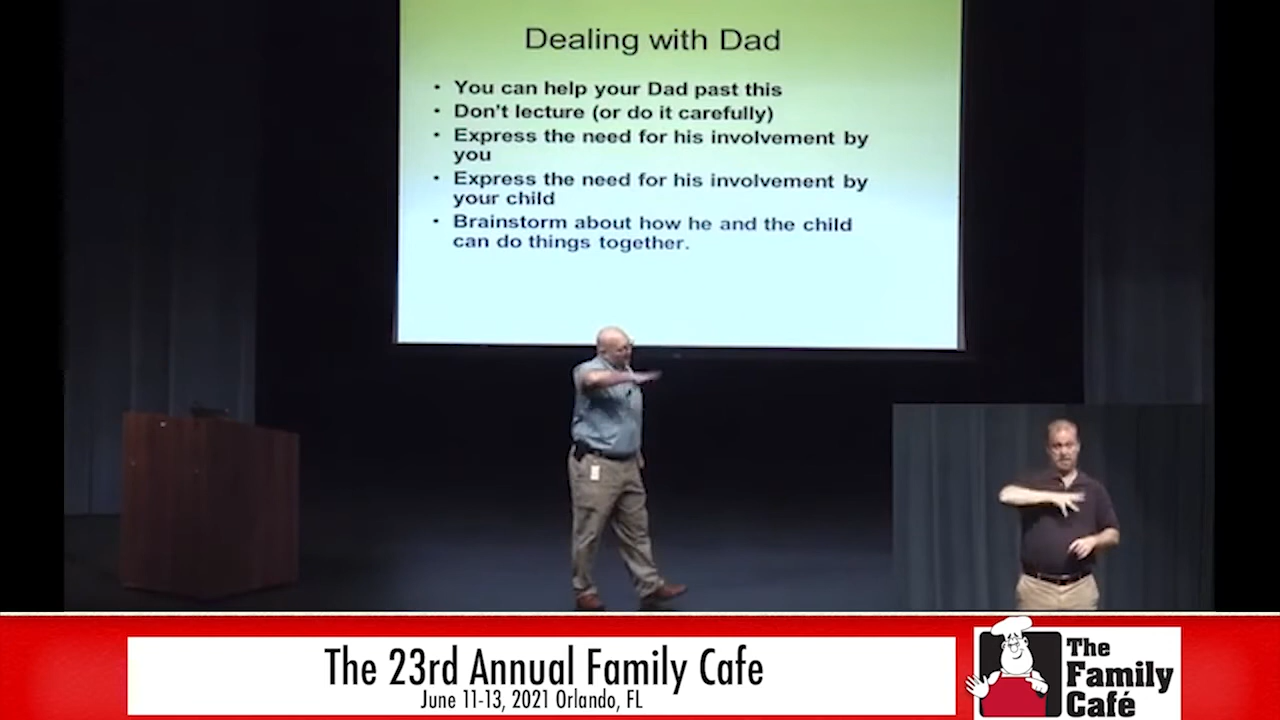 Dealing with Dad
• You can help your Dad past this
• Don't lecture (or do it carefully)
• Express the need for his involvement by
you
• Express the need for his involvement by
your child
• Brainstorm about how he and the child
can do things together.
The 23rd Annual Family Cafe
June 11-13, 2021 Orlando, FL
The
Family
Café